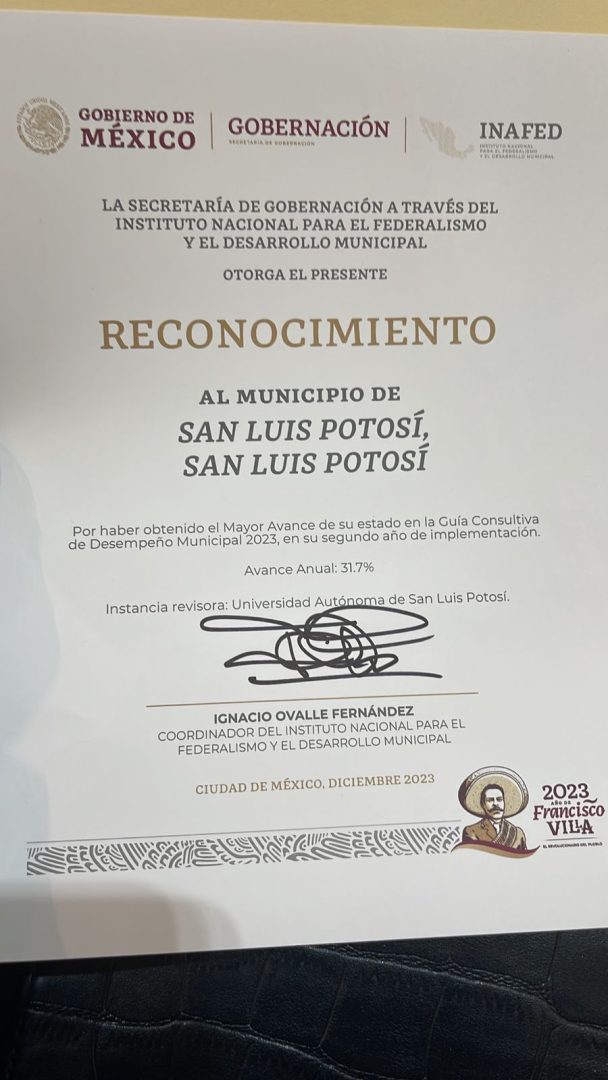 GOBIERNO DE
MÉXICO
GOBERNACIÓN
SECRETARÍA DE GOBERNACIÓN
INAFED
INSTITUTO NACIONAL
PARA EL FEDERALISMO
Y EL DESARROLLO MUNICIPAL
LA SECRETARÍA DE GOBERNACIÓN A TRAVÉS DEL
INSTITUTO NACIONAL PARA EL FEDERALISMO
Y EL DESARROLLO MUNICIPAL
OTORGA EL PRESENTE
RECONOCIMIENTO
AL MUNICIPIO DE
SAN LUIS POTOSÍ,
SAN LUIS POTOSÍ
Por haber obtenido el Mayor Avance de su estado en la Guía Consultiva
de Desempeño Municipal 2023, en su segundo año de implementación.
Avance Anual: 31.7%
Instancia revisora: Universidad Autónoma de San Luis Potosí.
IGNACIO OVALLE FERNÁNDEZ
COORDINADOR DEL INSTITUTO NACIONAL PARA EL
FEDERALISMO Y EL DESARROLLO MUNICIPAL
CIUDAD DE MÉXICO, DICIEMBRE 2023
2023
AÑO DE
Francisco
VILLA
EL REVOLUCIONARIO DEL PUEBLO